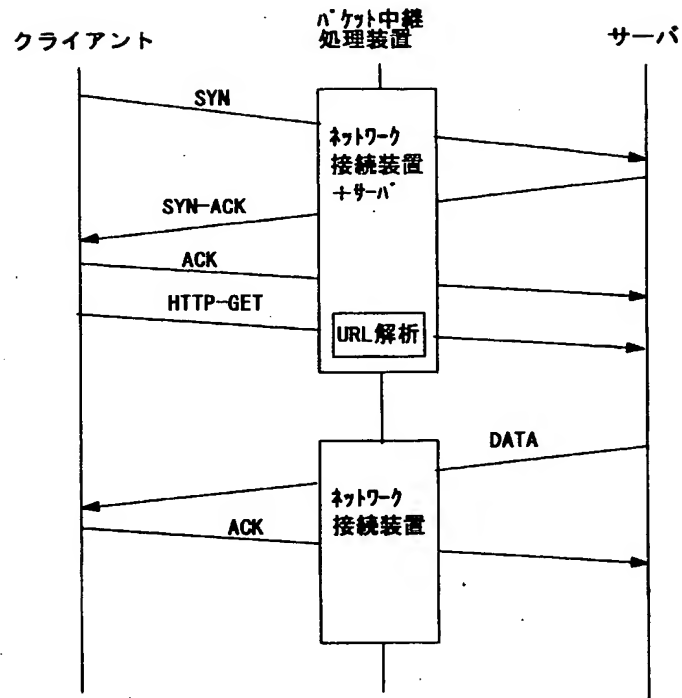 クライアント
パケット中継
処理装置
サーバ
SYN
ネットワーク
接続装置
+サーバ
SYN-ACK
ACK
HTTP-GET
URL解析
DATA
ネットワーク
接続装置
ACK